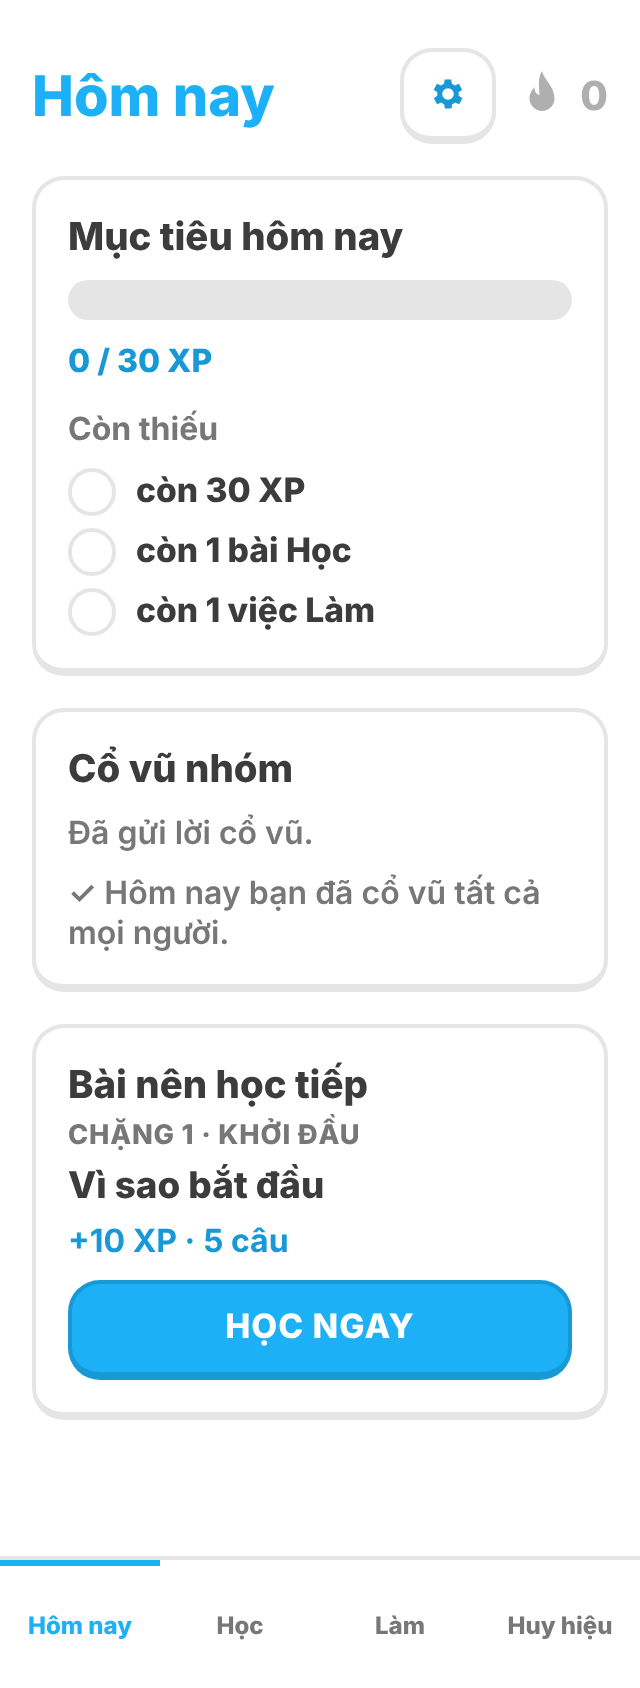 Hôm nay
0
Mục tiêu hôm nay
0 / 30 XP
Còn thiếu
còn 30 XP
còn 1 bài Học
còn 1 việc Làm
Cổ vũ nhóm
Đã gửi lời cổ vũ.
✓ Hôm nay bạn đã cổ vũ tất cả
mọi người.
Bài nên học tiếp
CHẶNG 1 · KHỞI ĐẦU
Vì sao bắt đầu
+10 XP · 5 câu
HỌC NGAY
Hôm nay
Học
Làm
Huy hiệu